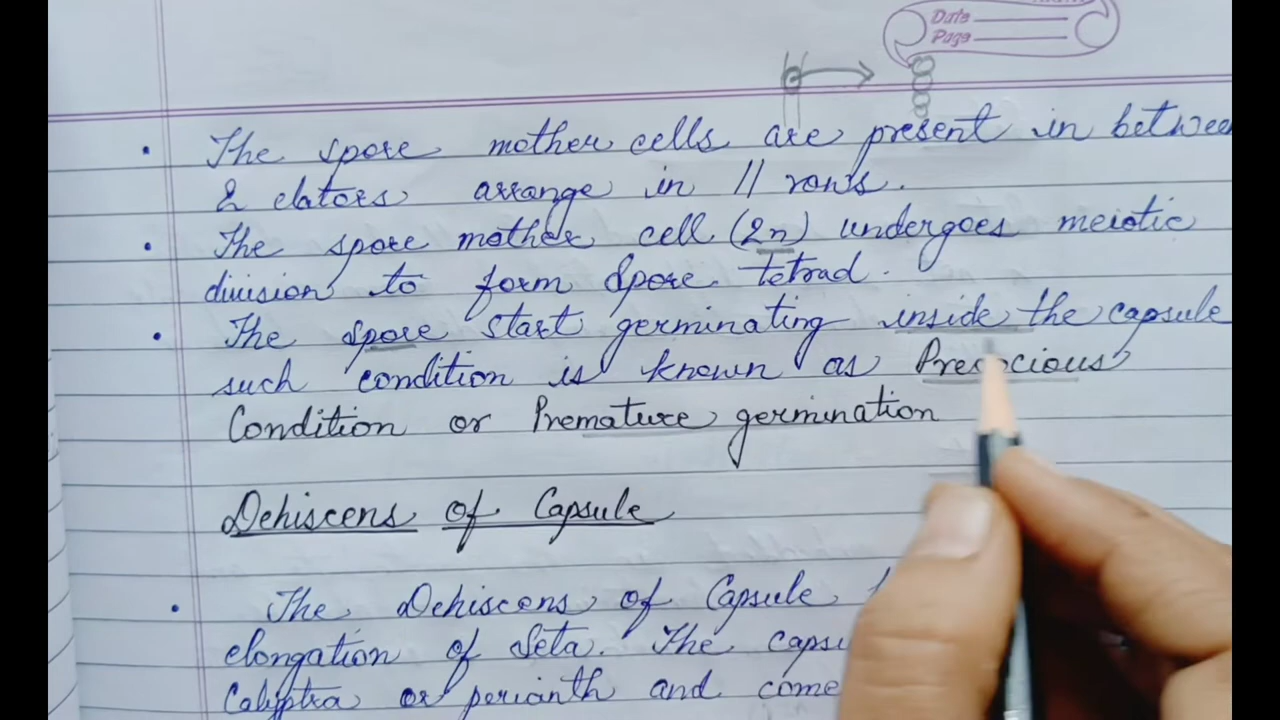 Date
Page
• The spore mother cells are present in between
2 elators arrange in || rows.
• The spore mother cell (2n) undergoes meiotic
division to form Spore tetrad.
• The spore start germinating inside the capsule
such condition is known as Precocious
Condition or Premature germination
Dehiscens of Capsule
• The Dehiscens of Capsule
elongation of Seta. The capsu
Calyptra or perianth and come